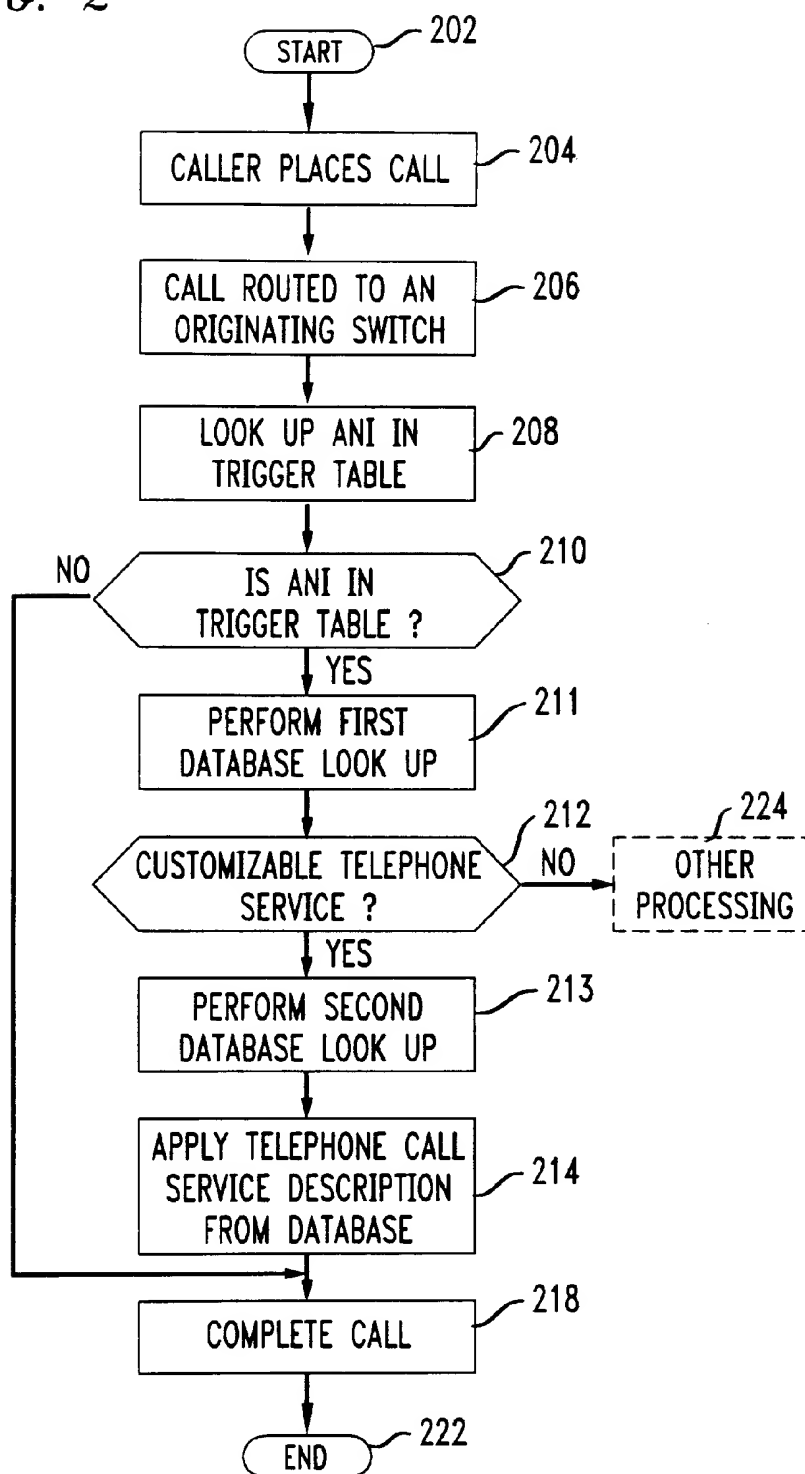 2
START
202
CALLER PLACES CALL
204
CALL ROUTED TO AN
ORIGINATING SWITCH
206
LOOK UP ANI IN
TRIGGER TABLE
208
NO
IS ANI IN
TRIGGER TABLE ?
210
YES
PERFORM FIRST
DATABASE LOOK UP
211
CUSTOMIZABLE TELEPHONE
SERVICE ?
212
NO
224
OTHER
PROCESSING
YES
PERFORM SECOND
DATABASE LOOK UP
213
APPLY TELEPHONE CALL
SERVICE DESCRIPTION
FROM DATABASE
214
COMPLETE CALL
218
END
222